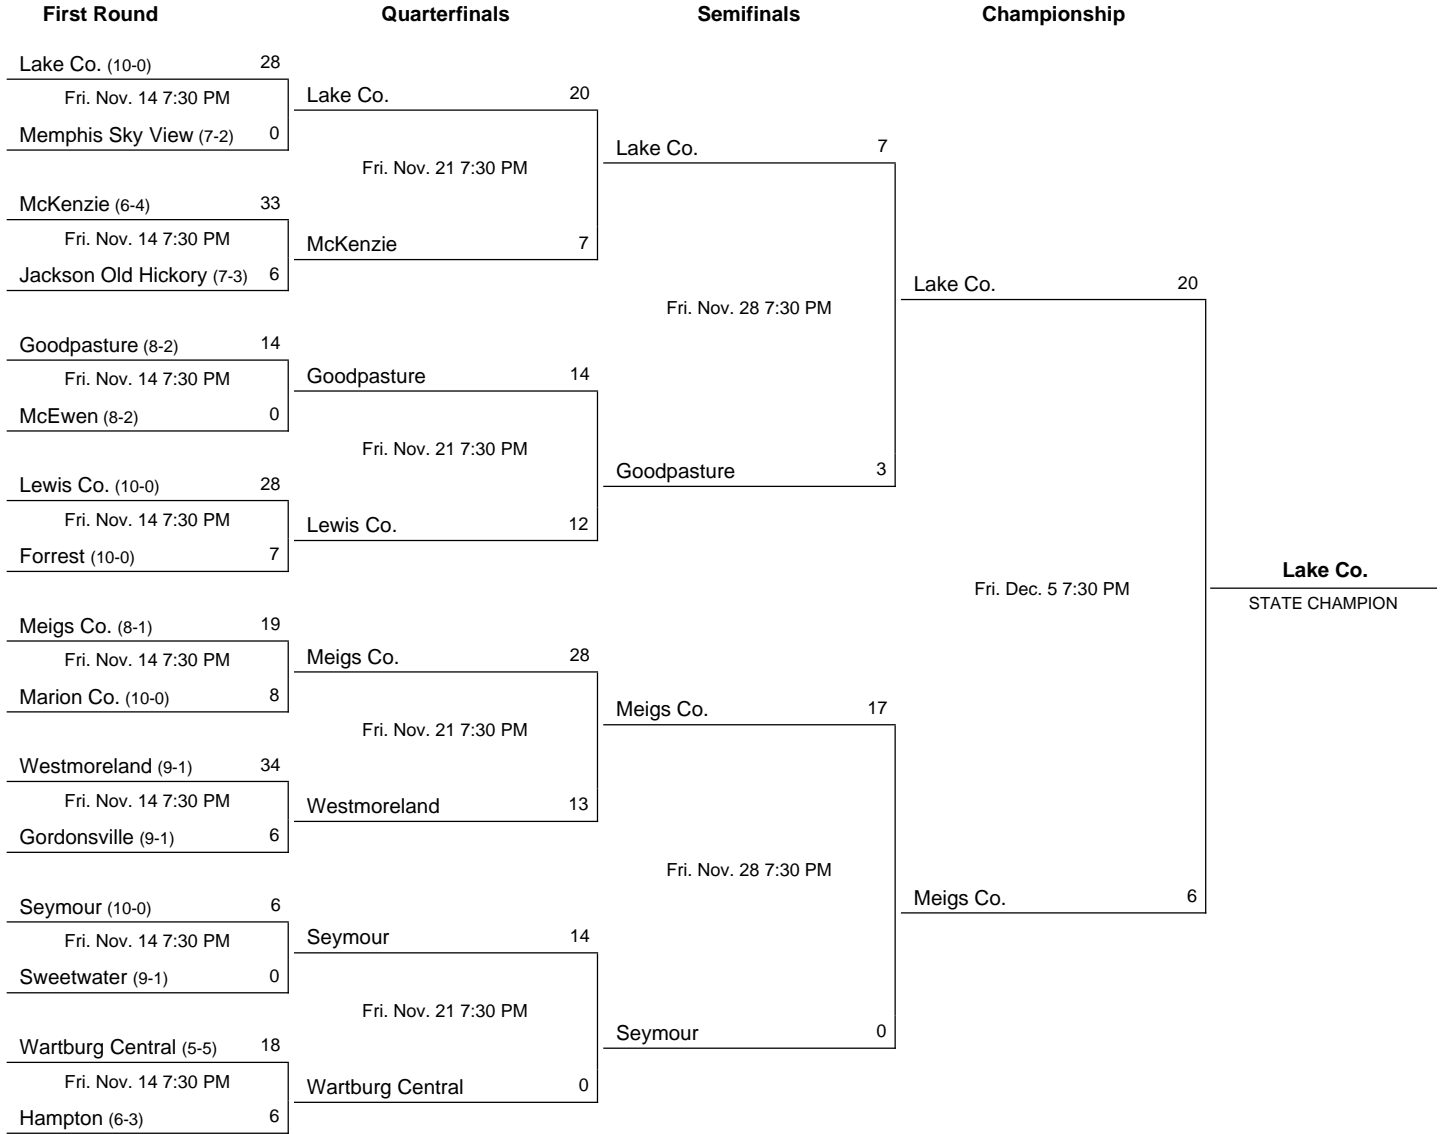 First Round
Quarterfinals
Semifinals
Championship
Lake Co. (10-0) 28
Fri. Nov. 14 7:30 PM
Memphis Sky View (7-2) 0
McKenzie (6-4) 33
Fri. Nov. 14 7:30 PM
Jackson Old Hickory (7-3) 6
Goodpasture (8-2) 14
Fri. Nov. 14 7:30 PM
McEwen (8-2) 0
Lewis Co. (10-0) 28
Fri. Nov. 14 7:30 PM
Forrest (10-0) 7
Meigs Co. (8-1) 19
Fri. Nov. 14 7:30 PM
Marion Co. (10-0) 8
Westmoreland (9-1) 34
Fri. Nov. 14 7:30 PM
Gordonsville (9-1) 6
Seymour (10-0) 6
Fri. Nov. 14 7:30 PM
Sweetwater (9-1) 0
Wartburg Central (5-5) 18
Fri. Nov. 14 7:30 PM
Hampton (6-3) 6
Lake Co. 20
Fri. Nov. 21 7:30 PM
McKenzie 7
Goodpasture 14
Fri. Nov. 21 7:30 PM
Lewis Co. 12
Meigs Co. 28
Fri. Nov. 21 7:30 PM
Westmoreland 13
Seymour 14
Fri. Nov. 21 7:30 PM
Wartburg Central 0
Lake Co. 7
Fri. Nov. 28 7:30 PM
Goodpasture 3
Meigs Co. 17
Fri. Nov. 28 7:30 PM
Seymour 0
Lake Co. 20
Fri. Dec. 5 7:30 PM
Meigs Co. 6
Lake Co.
STATE CHAMPION